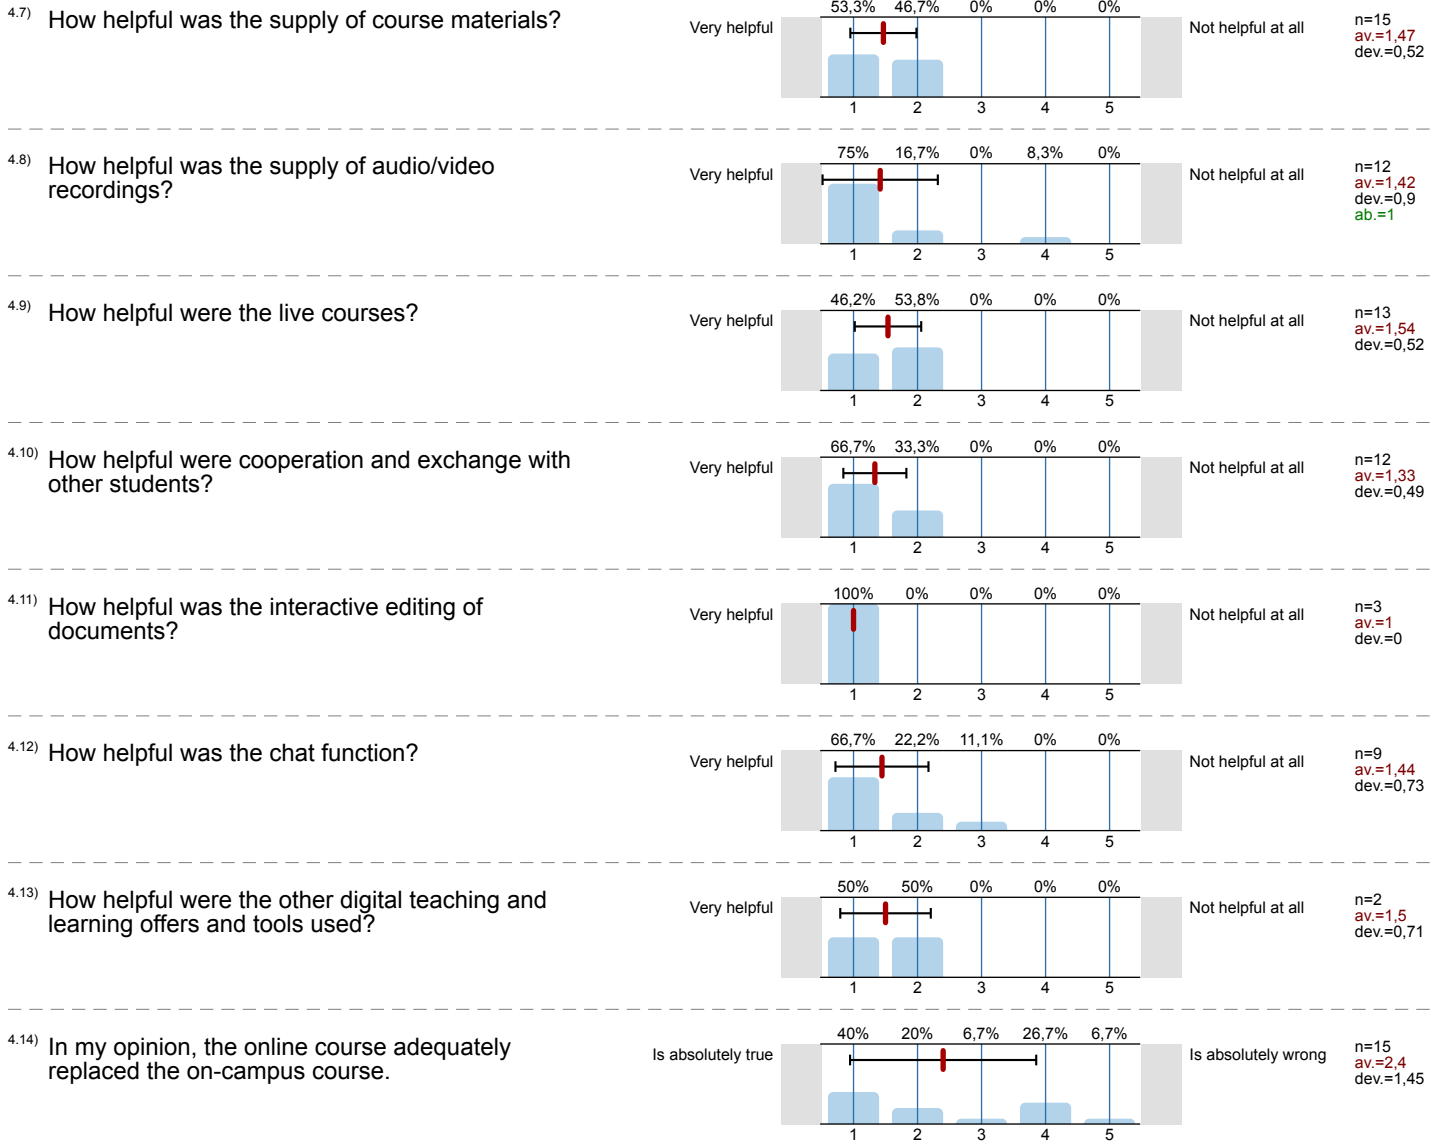 4.7) How helpful was the supply of course materials?
Very helpful
53,3% 46,7% 0% 0% 0%
1 2 3 4 5
Not helpful at all
n=15
av.=1,47
dev.=0,52
4.8) How helpful was the supply of audio/video
recordings?
Very helpful
75% 16,7% 0% 8,3% 0%
1 2 3 4 5
Not helpful at all
n=12
av.=1,42
dev.=0,9
ab.=1
4.9) How helpful were the live courses?
Very helpful
46,2% 53,8% 0% 0% 0%
1 2 3 4 5
Not helpful at all
n=13
av.=1,54
dev.=0,52
4.10) How helpful were cooperation and exchange with
other students?
Very helpful
66,7% 33,3% 0% 0% 0%
1 2 3 4 5
Not helpful at all
n=12
av.=1,33
dev.=0,49
4.11) How helpful was the interactive editing of
documents?
Very helpful
100% 0% 0% 0% 0%
1 2 3 4 5
Not helpful at all
n=3
av.=1
dev.=0
4.12) How helpful was the chat function?
Very helpful
66,7% 22,2% 11,1% 0% 0%
1 2 3 4 5
Not helpful at all
n=9
av.=1,44
dev.=0,73
4.13) How helpful were the other digital teaching and
learning offers and tools used?
Very helpful
50% 50% 0% 0% 0%
1 2 3 4 5
Not helpful at all
n=2
av.=1,5
dev.=0,71
4.14) In my opinion, the online course adequately
replaced the on-campus course.
Is absolutely true
40% 20% 6,7% 26,7% 6,7%
1 2 3 4 5
Is absolutely wrong
n=15
av.=2,4
dev.=1,45